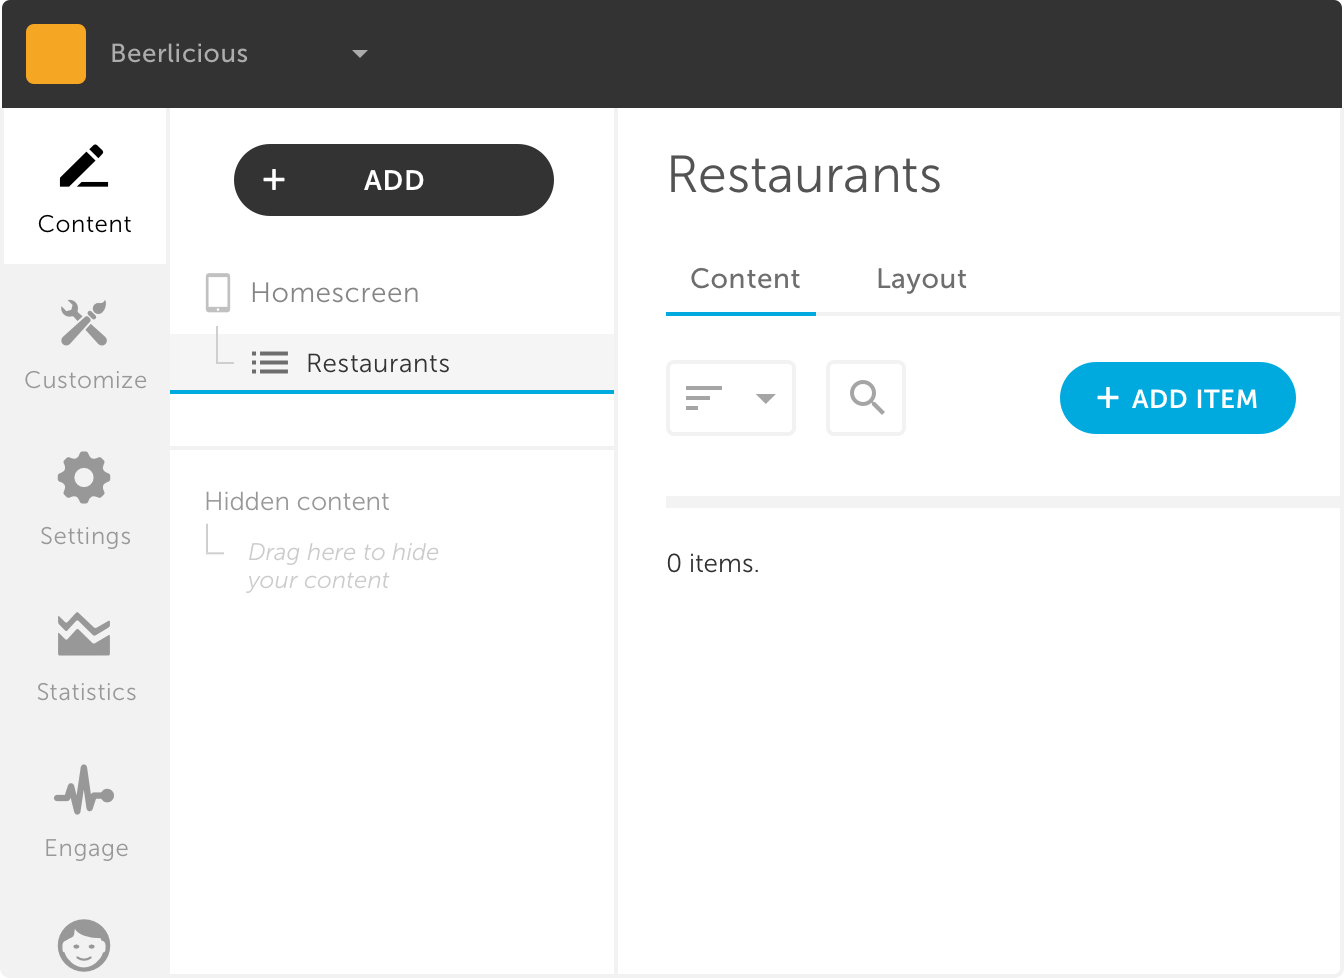 Beerlicious
Content
Customize
Settings
Statistics
Engage
+ ADD
Homescreen
Restaurants
Hidden content
Drag here to hide
your content
Restaurants
Content
Layout
+ ADD ITEM
0 items.